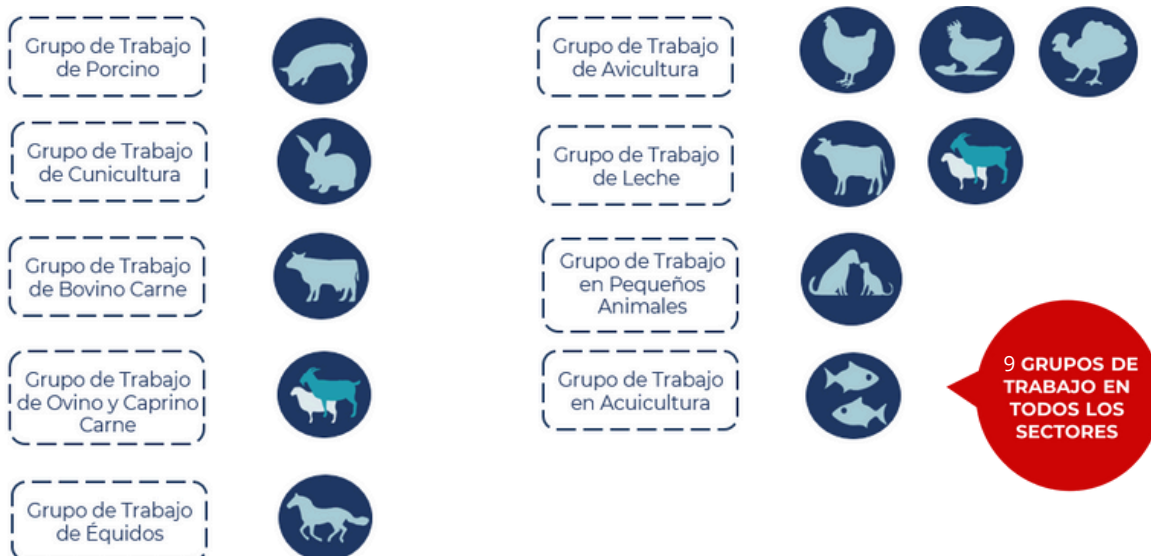 Grupo de Trabajo
de Porcino
Grupo de Trabajo
de Avicultura
Grupo de Trabajo
de Cunicultura
Grupo de Trabajo
de Leche
Grupo de Trabajo
de Bovino Carne
Grupo de Trabajo
en Pequeños
Animales
Grupo de Trabajo
de Ovino y Caprino
Carne
Grupo de Trabajo
en Acuicultura
9 GRUPOS DE
TRABAJO EN
TODOS LOS
SECTORES
Grupo de Trabajo
de Équidos